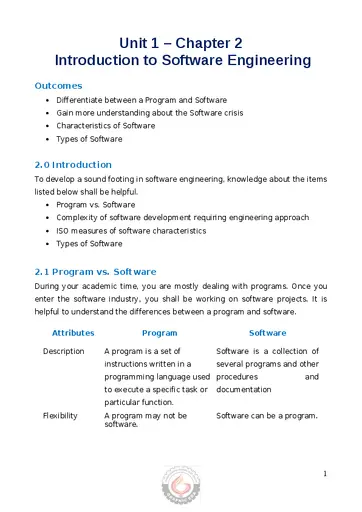 Unit 1 – Chapter 2
Introduction to Software Engineering
Outcomes
• Differentiate between a Program and Software
• Gain more understanding about the Software crisis
• Characteristics of Software
• Types of Software
2.0 Introduction
To develop a sound footing in software engineering, knowledge about the items
listed below shall be helpful.
• Program vs. Software
• Complexity of software development requiring engineering approach
• ISO measures of software characteristics
• Types of Software
2.1 Program vs. Software
During your academic time, you are mostly dealing with programs. Once you
enter the software industry, you shall be working on software projects. It is
helpful to understand the differences between a program and software.
Attributes Program Software
Description A program is a set of Software is a collection of
instructions written in a several programs and other
programming language used procedures and
to execute a specific task or documentation
particular function.
Flexibility A program may not be Software can be a program.
software.
1